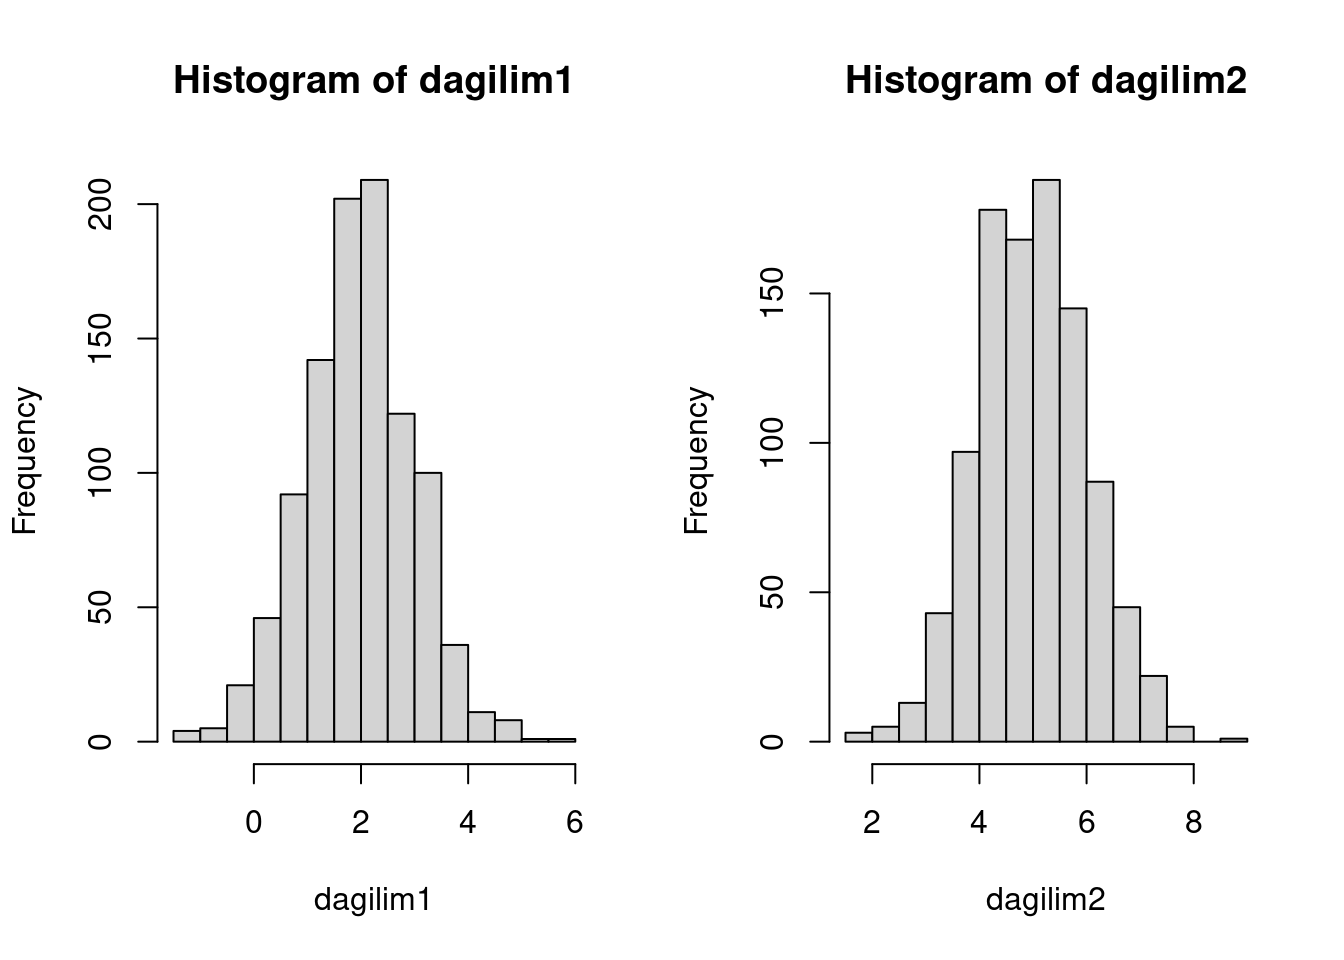 Histogram of dagilim1
Frequency
200
150
100
50
0
0 2 4 6
dagilim1
Histogram of dagilim2
Frequency
150
100
50
0
2 4 6 8
dagilim2